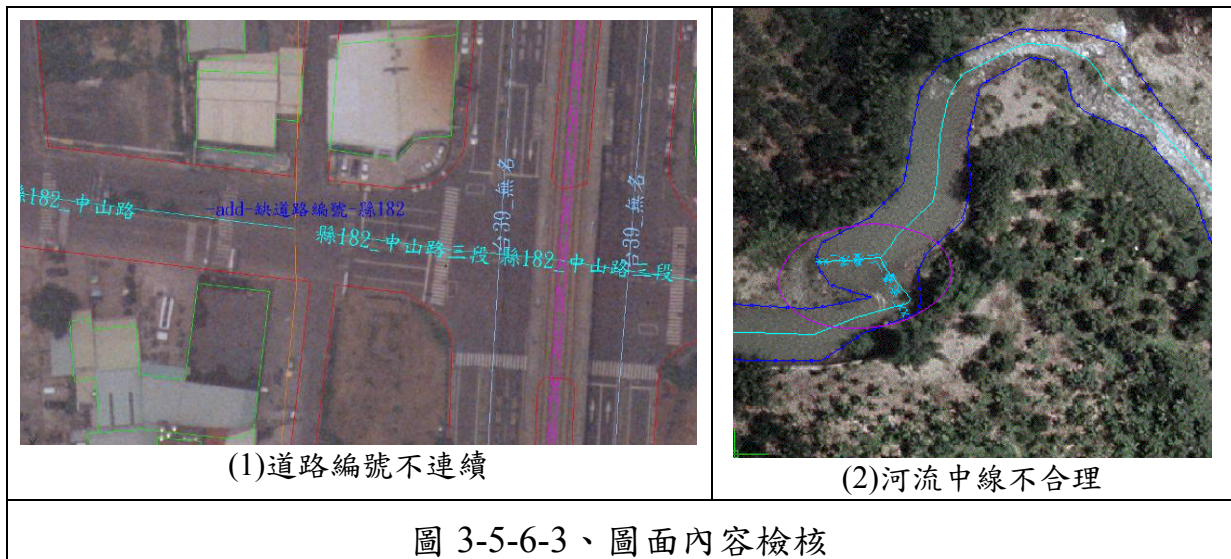 縣182_中山路
-add-缺道路編號-縣182
縣182_中山路三段
縣182_中山路三段
台39_無名
台39_無名
(1)道路編號不連續
(2)河流中線不合理
圖 3-5-6-3、圖面內容檢核